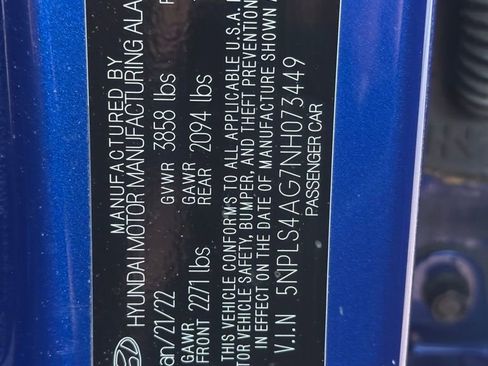 MANUFACTURED BY
HYUNDAI MOTOR MANUFACTURING ALA
an/21/22 GVWR 3858 lbs
GAWR FRONT 2271 lbs GAWR REAR 2094 lbs
THIS VEHICLE CONFORMS TO ALL APPLICABLE U.S.A.
TOR VEHICLE SAFETY, BUMPER, AND THEFT PREVENTION
IN EFFECT ON THE DATE OF MANUFACTURE SHOWN A
V.I.N 5NPLS4AG7NH073449
PASSENGER CAR